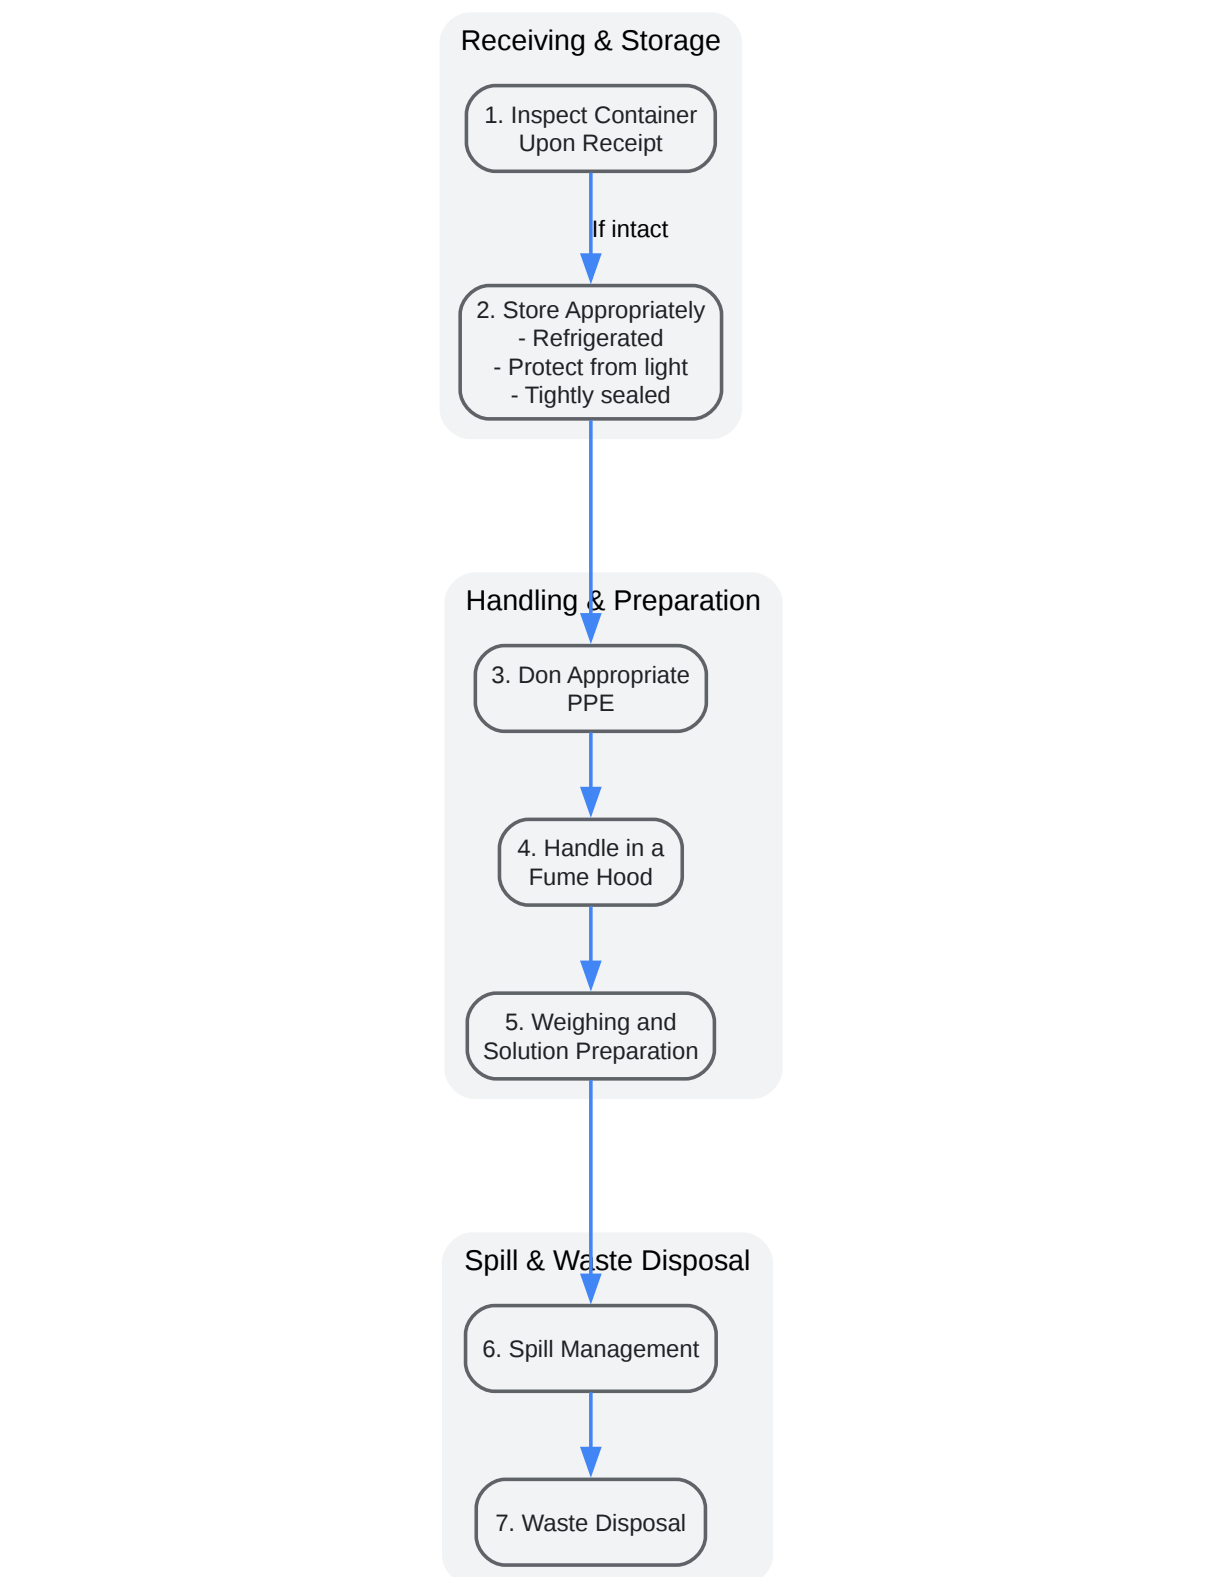 Receiving & Storage
1. Inspect Container
Upon Receipt
If intact
2. Store Appropriately
- Refrigerated
- Protect from light
- Tightly sealed
Handling & Preparation
3. Don Appropriate
PPE
4. Handle in a
Fume Hood
5. Weighing and
Solution Preparation
Spill & Waste Disposal
6. Spill Management
7. Waste Disposal